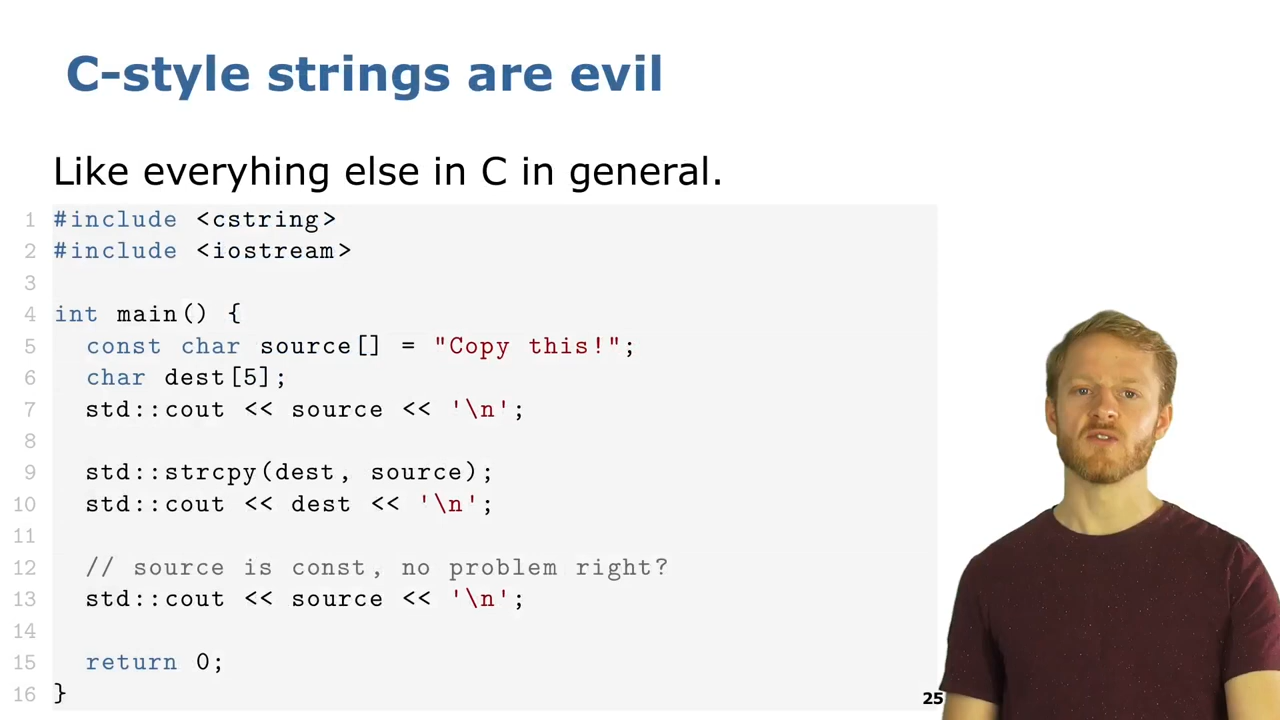 C-style strings are evil
Like everyhing else in C in general.
1 #include <cstring>
2 #include <iostream>
3
4 int main() {
5   const char source[] = "Copy this!";
6   char dest[5];
7   std::cout << source << '\n';
8
9   std::strcpy(dest, source);
10   std::cout << dest << '\n';
11
12   // source is const, no problem right?
13   std::cout << source << '\n';
14
15   return 0;
16 }
25